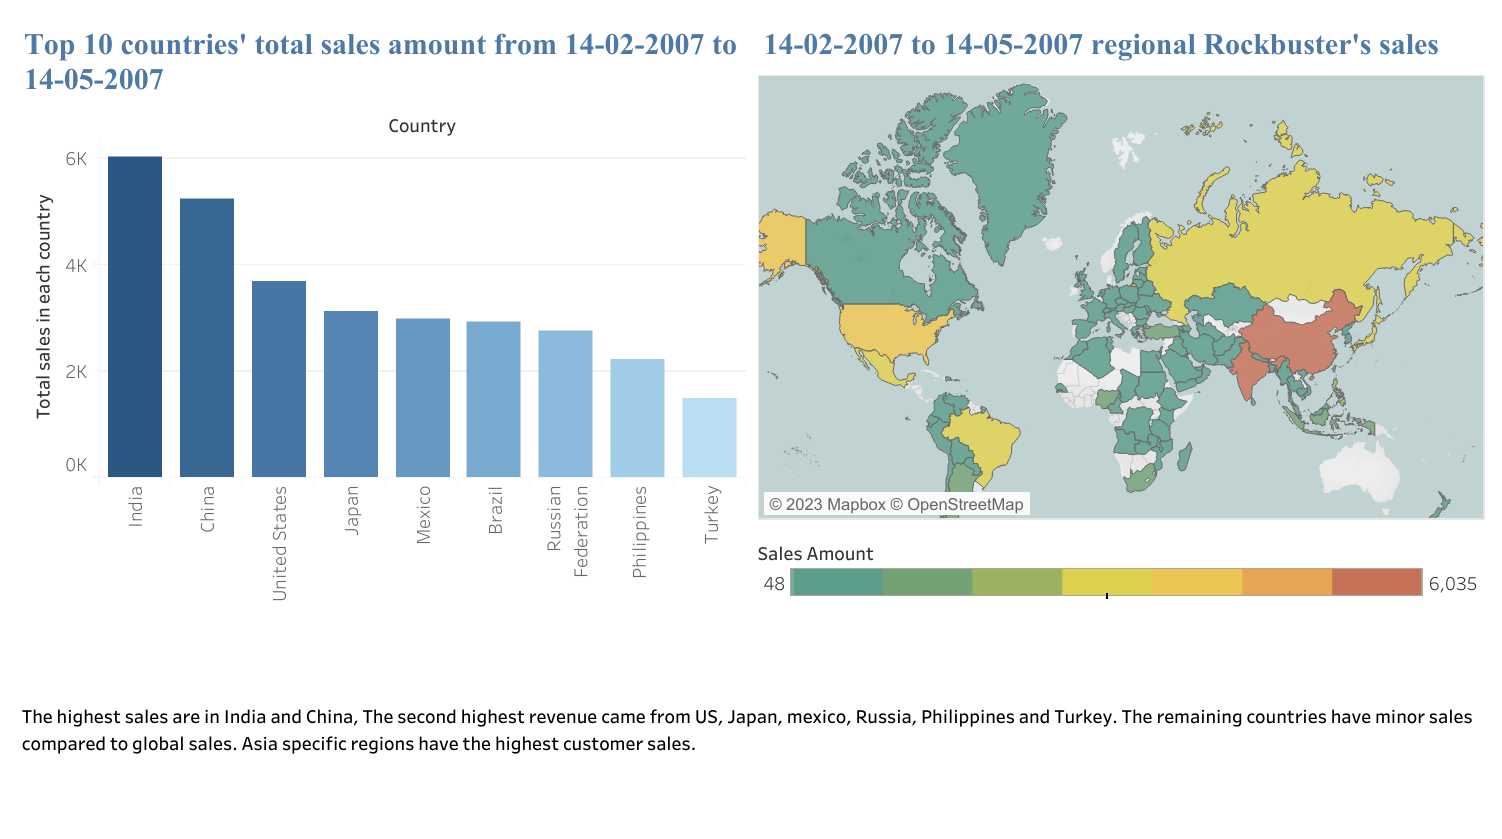 Top 10 countries' total sales amount from 14-02-2007 to
14-05-2007
Country
Total sales in each country
6K
4K
2K
0K
India
China
United States
Japan
Mexico
Brazil
Russian
Federation
Philippines
Turkey
14-02-2007 to 14-05-2007 regional Rockbuster's sales
© 2023 Mapbox © OpenStreetMap
Sales Amount
48
6,035
The highest sales are in India and China, The second highest revenue came from US, Japan, mexico, Russia, Philippines and Turkey. The remaining countries have minor sales
compared to global sales. Asia specific regions have the highest customer sales.